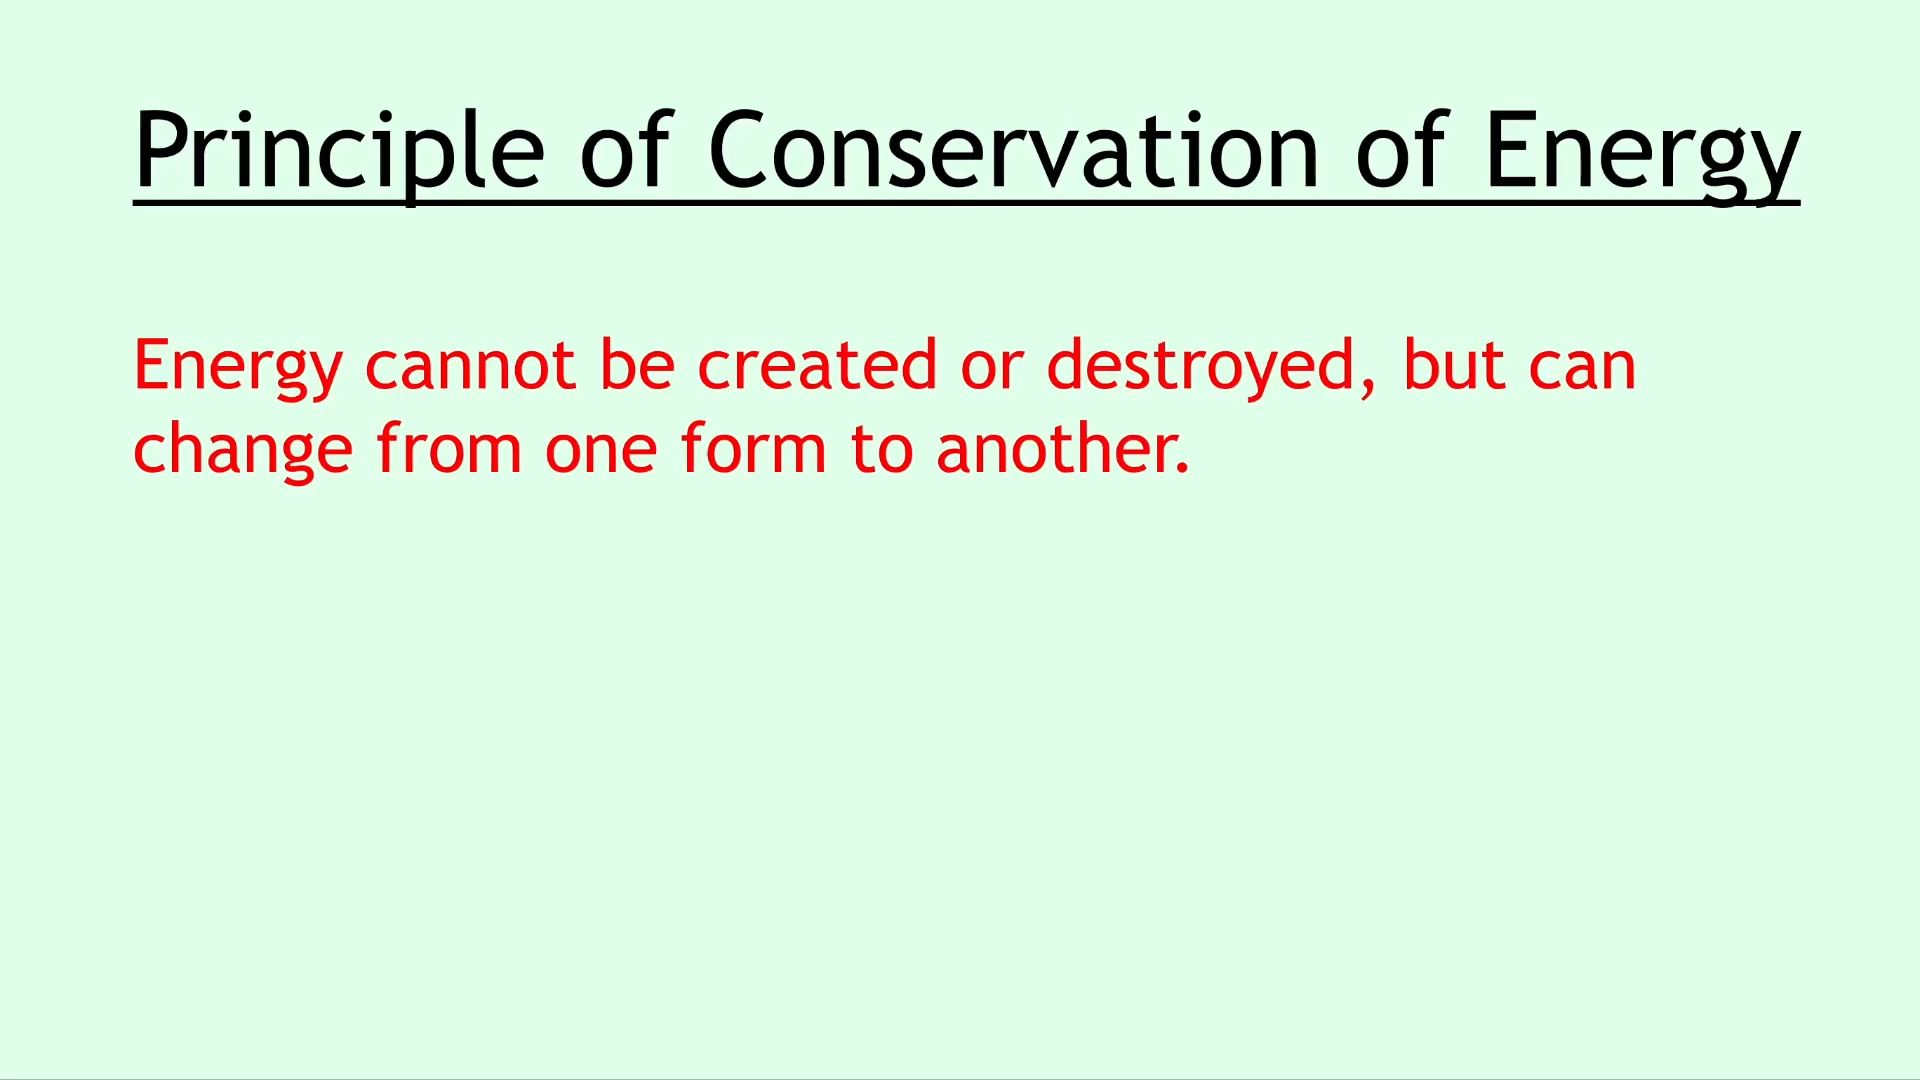 Principle of Conservation of Energy
Energy cannot be created or destroyed, but can
change from one form to another.